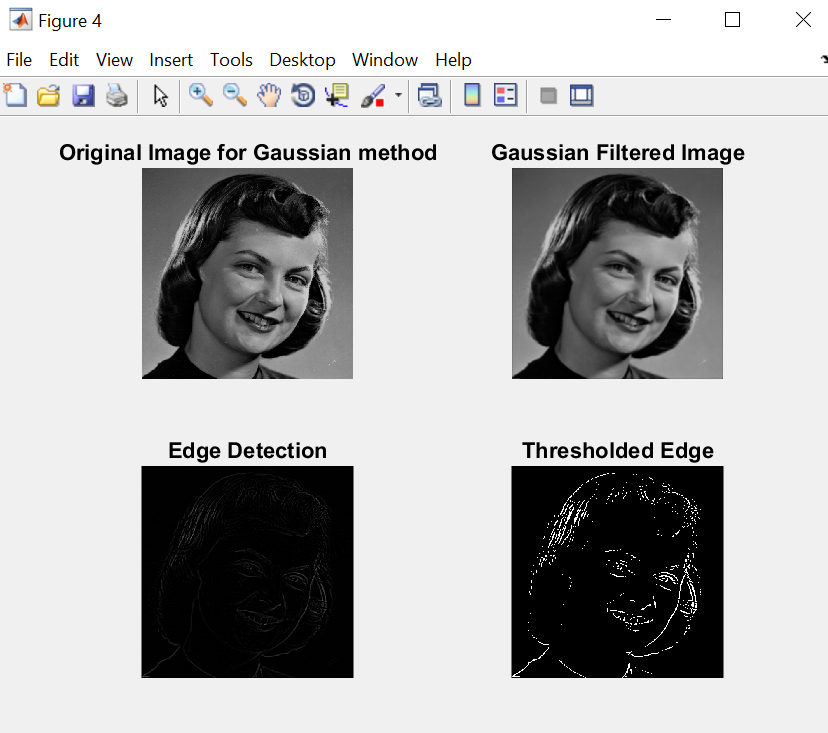 Figure 4
File Edit View Insert Tools Desktop Window Help
Original Image for Gaussian method
Gaussian Filtered Image
Edge Detection
Thresholded Edge